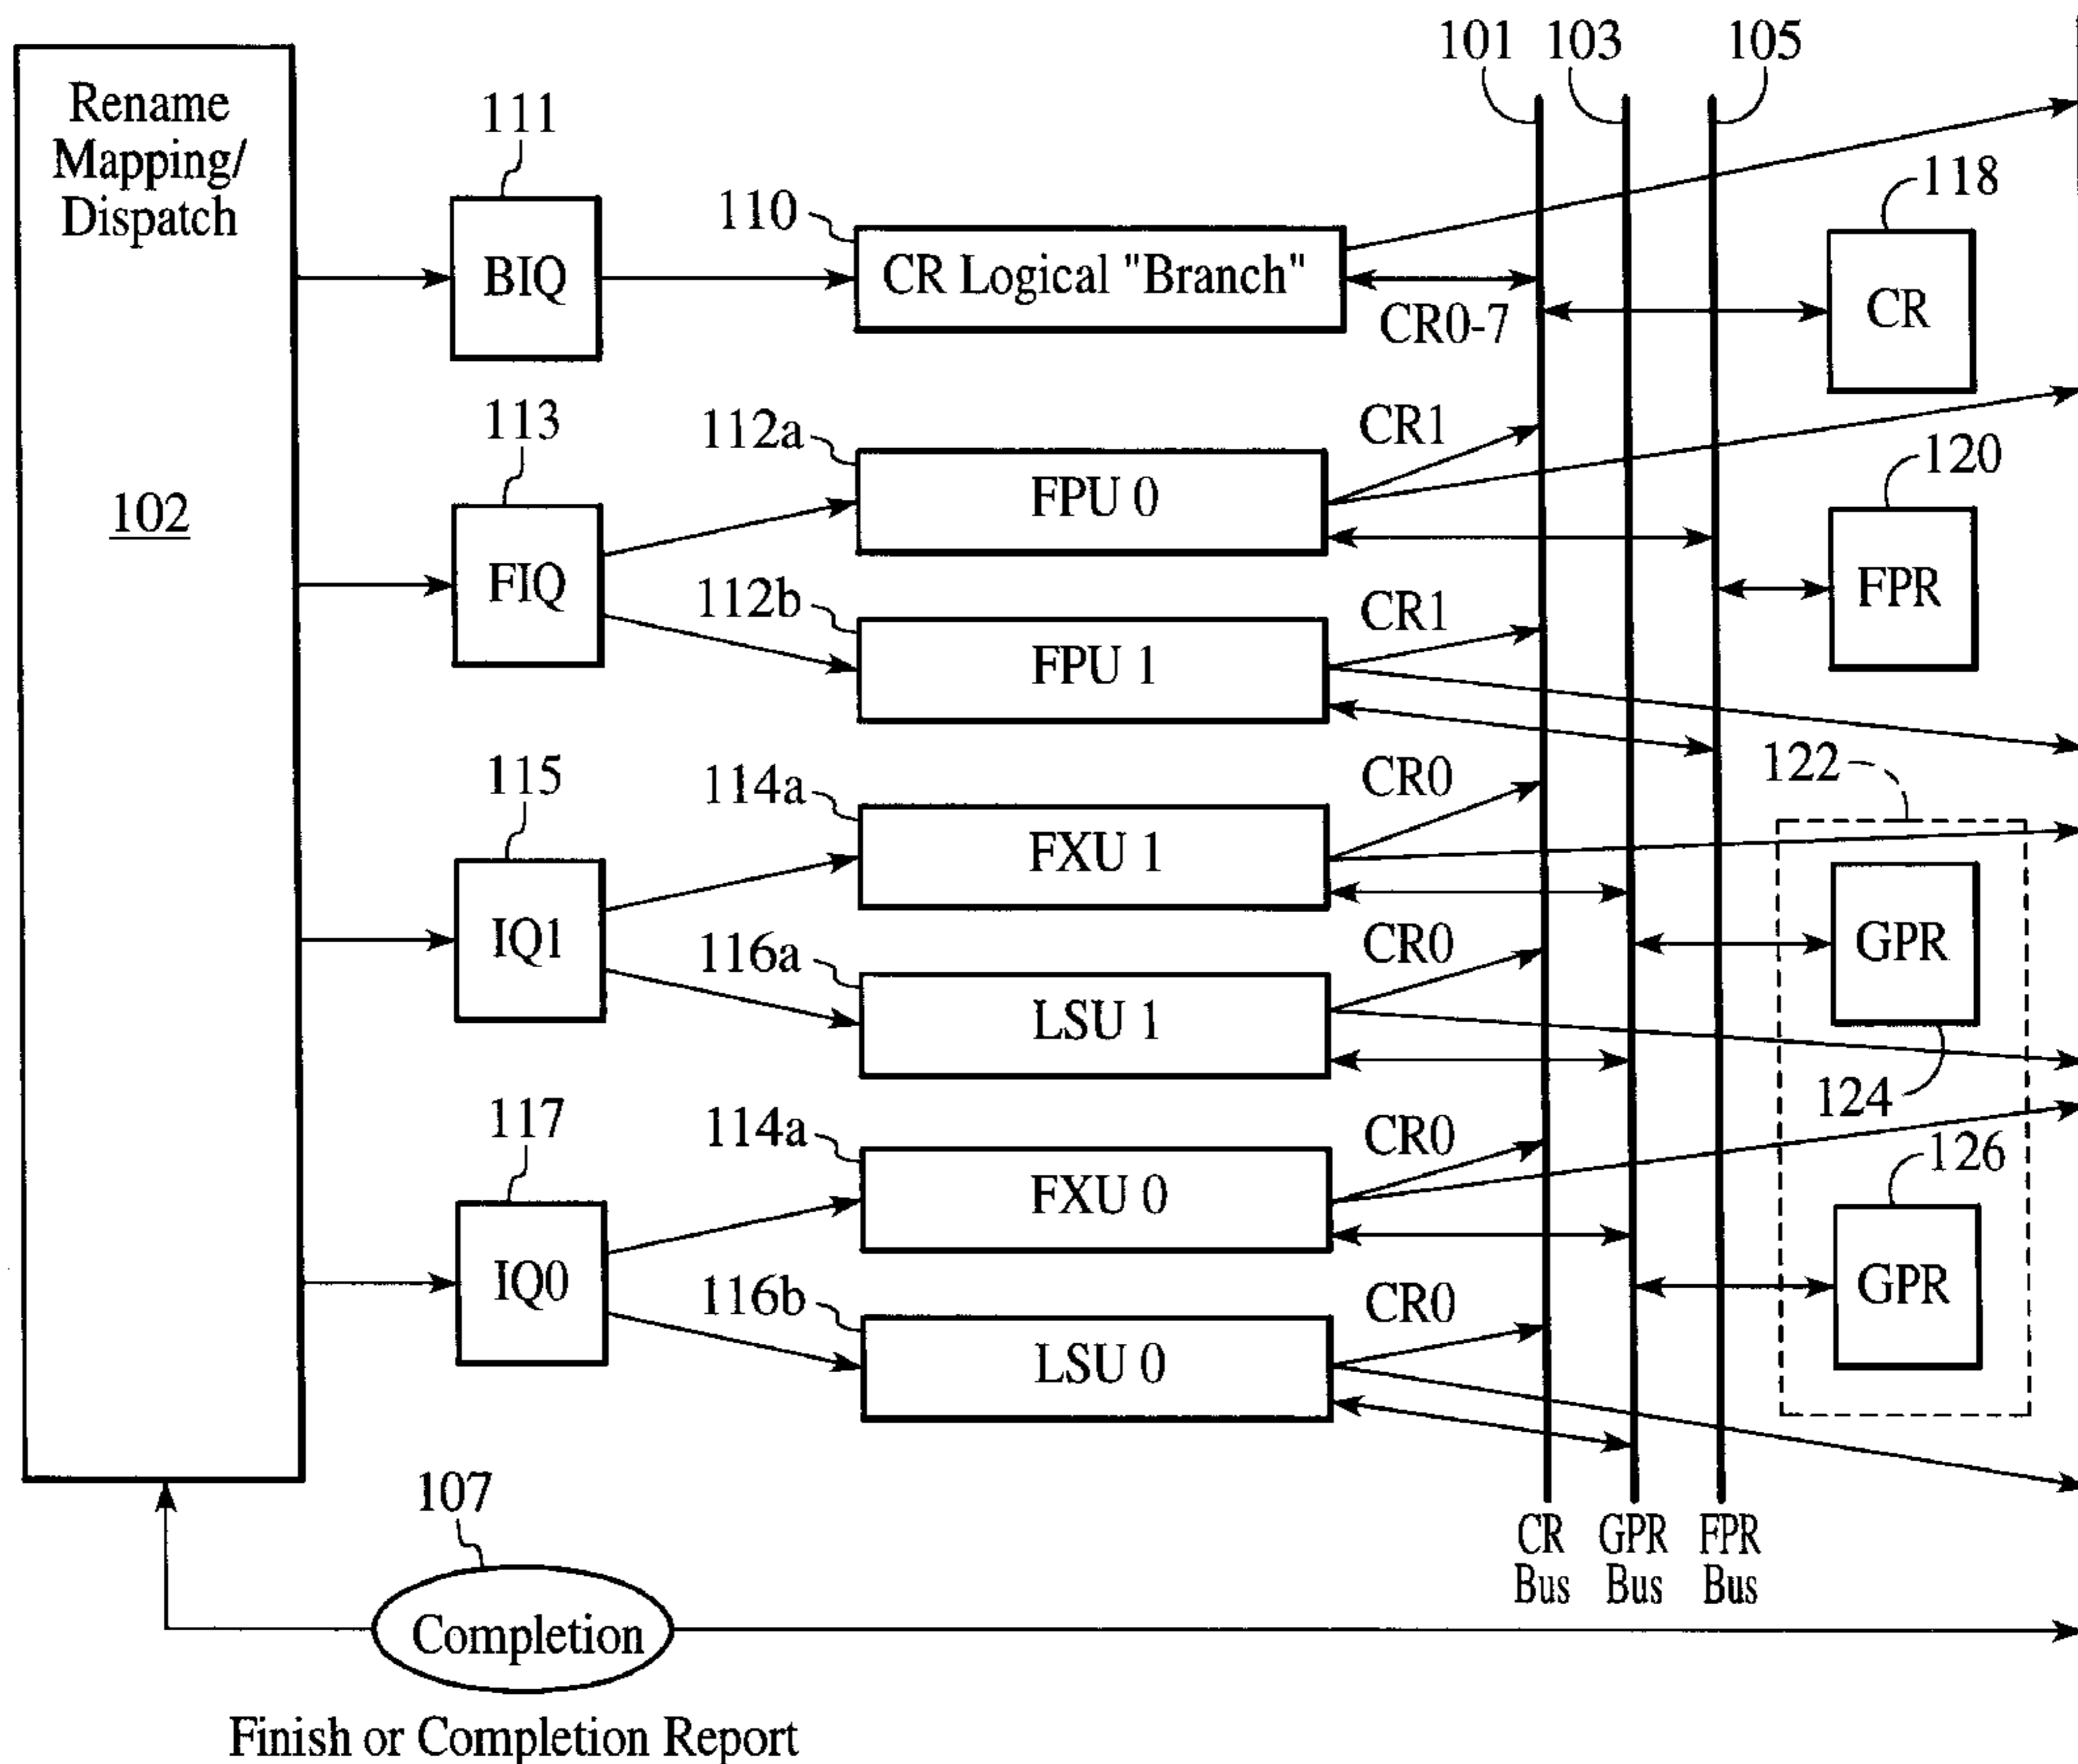 101 103 105
Rename
Mapping/
Dispatch
102
111
BIQ
110
CR Logical "Branch"
CR0-7
118
CR
113
FIQ
112a
FPU 0
CR1
112b
FPU 1
CR1
120
FPR
115
IQ1
114a
FXU 1
CR0
116a
LSU 1
CR0
122
GPR
124
117
IQ0
114a
FXU 0
CR0
116b
LSU 0
CR0
126
GPR
CR
Bus
GPR
Bus
FPR
Bus
107
Completion
Finish or Completion Report